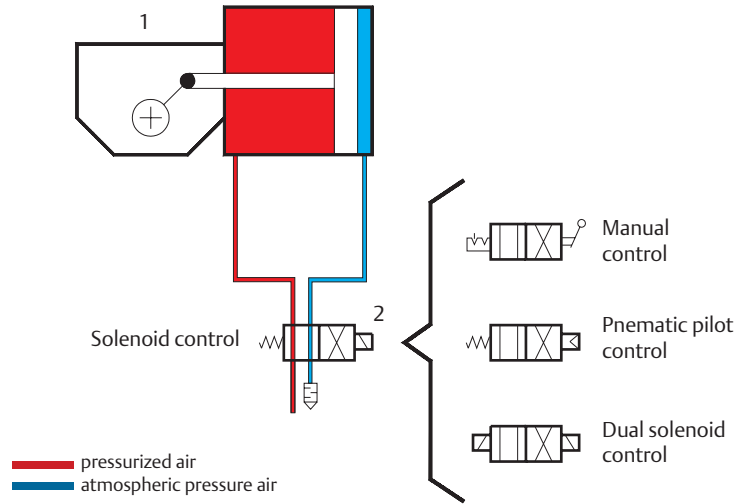 1
2
Solenoid control
Manual
control
Pnematic pilot
control
Dual solenoid
control
pressurized air
atmospheric pressure air